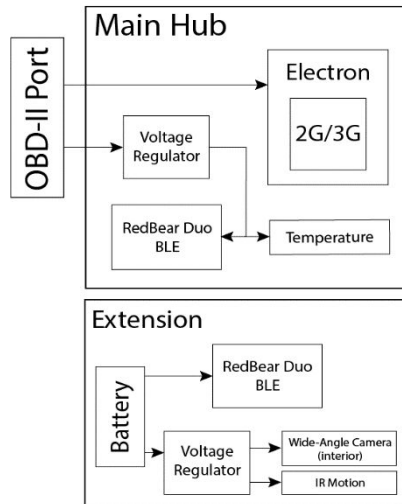 Main Hub
OBD-II Port
Electron
2G/3G
Voltage
Regulator
RedBear Duo
BLE
Temperature
Extension
Battery
RedBear Duo
BLE
Voltage
Regulator
Wide-Angle Camera
(interior)
IR Motion